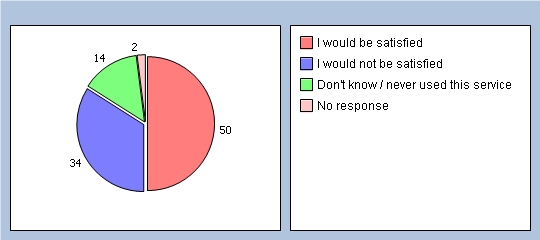 2
14
50
34
I would be satisfied
I would not be satisfied
Don't know / never used this service
No response